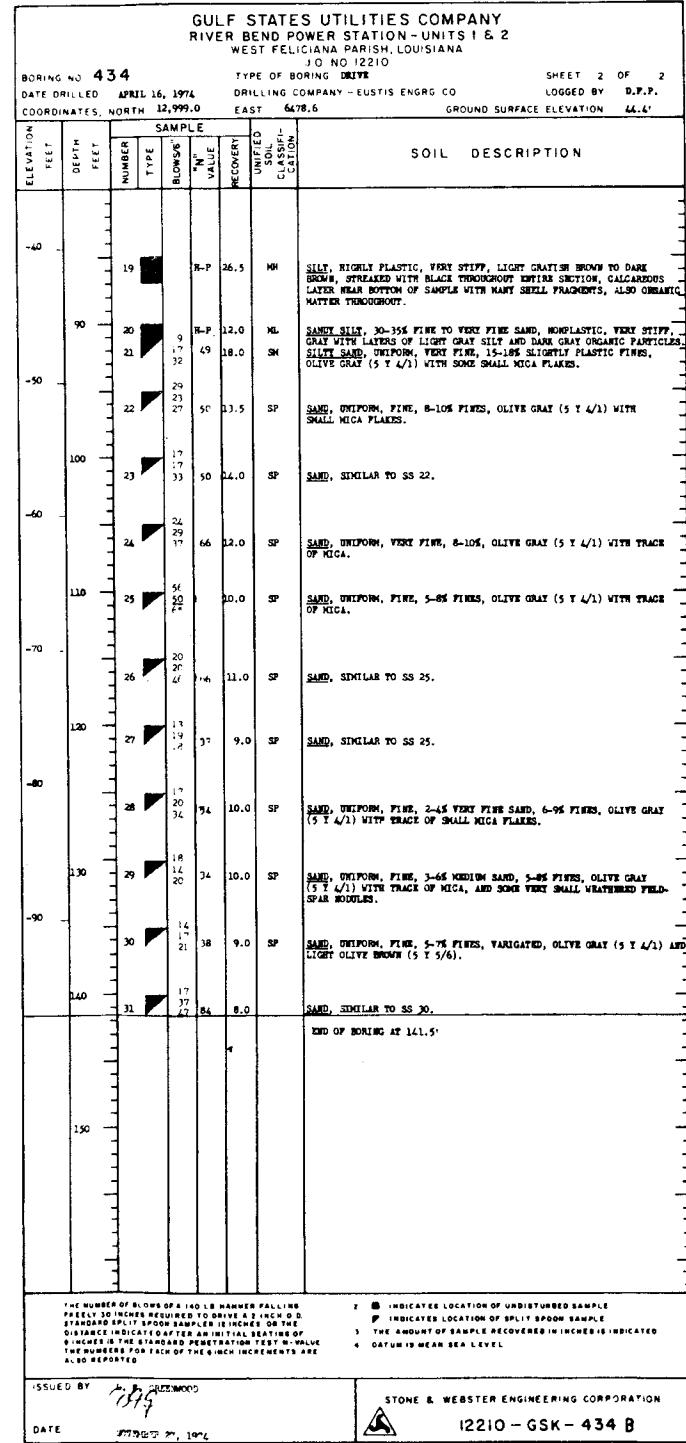 GULF STATES UTILITIES COMPANY
RIVER BEND POWER STATION - UNITS 1 & 2
WEST FELICIANA PARISH, LOUISIANA
J.O. NO 12210
BORING NO 434 TYPE OF BORING DRIVE SHEET 2 OF 2
DATE DRILLED APRIL 16, 1974 DRILLING COMPANY - EUSTIS ENGRG CO LOGGED BY D.F.P.
COORDINATES, NORTH 12,999.0 EAST 6478.6 GROUND SURFACE ELEVATION 44.4'
ELEVATION FEET DEPTH FEET SAMPLE NUMBER TYPE BLOWS/6" "N" VALUE RECOVERY UNIFIED SOIL CLASSIFI-CATION SOIL DESCRIPTION
-40
19 H-P 26.5 MH SILT, HIGHLY PLASTIC, VERY STIFF, LIGHT GRAYISH BROWN TO DARK
BROWN, STREAKED WITH BLACK THROUGHOUT ENTIRE SECTION, CALCAREOUS
LAYER NEAR BOTTOM OF SAMPLE WITH MANY SHELL FRAGMENTS, ALSO ORGANIC
MATTER THROUGHOUT.
90 20 H-P 12.0 ML SANDY SILT, 30-35% FINE TO VERY FINE SAND, NONPLASTIC, VERY STIFF,
GRAY WITH LAYERS OF LIGHT GRAY SILT AND DARK GRAY ORGANIC PARTICLES.
21 9 17 32 49 18.0 SM SILTY SAND, UNIFORM, VERY FINE, 15-18% SLIGHTLY PLASTIC FINES,
OLIVE GRAY (5 Y 4/1) WITH SOME SMALL MICA FLAKES.
-50
22 29 23 27 50 13.5 SP SAND, UNIFORM, FINE, 8-10% FINES, OLIVE GRAY (5 Y 4/1) WITH
SMALL MICA FLAKES.
100
23 17 17 33 50 14.0 SP SAND, SIMILAR TO SS 22.
-60
24 24 29 37 66 12.0 SP SAND, UNIFORM, VERY FINE, 8-10%, OLIVE GRAY (5 Y 4/1) WITH TRACE
OF MICA.
110
25 56 50 6" 10.0 SP SAND, UNIFORM, FINE, 5-8% FINES, OLIVE GRAY (5 Y 4/1) WITH TRACE
OF MICA.
-70
26 20 20 46 66 11.0 SP SAND, SIMILAR TO SS 25.
120
27 13 19 18 37 9.0 SP SAND, SIMILAR TO SS 25.
-80
28 17 20 34 54 10.0 SP SAND, UNIFORM, FINE, 2-4% VERY FINE SAND, 6-9% FINES, OLIVE GRAY
(5 Y 4/1) WITH TRACE OF SMALL MICA FLAKES.
130
29 18 14 20 34 10.0 SP SAND, UNIFORM, FINE, 3-6% MEDIUM SAND, 5-8% FINES, OLIVE GRAY
(5 Y 4/1) WITH TRACE OF MICA, AND SOME VERY SMALL WEATHERED FELD-
SPAR NODULES.
-90
30 14 17 21 38 9.0 SP SAND, UNIFORM, FINE, 5-7% FINES, VARIGATED, OLIVE GRAY (5 Y 4/1) AND
LIGHT OLIVE BROWN (5 Y 5/6).
140
31 17 37 47 84 8.0 SAND, SIMILAR TO SS 30.
END OF BORING AT 141.5'
150
THE NUMBER OF BLOWS OF A 140 LB HAMMER FALLING
FREELY 30 INCHES REQUIRED TO DRIVE A 2 INCH O.D.
STANDARD SPLIT SPOON SAMPLER 12 INCHES OR THE
DISTANCE INDICATED AFTER AN INITIAL SEATING OF
6 INCHES IS THE STANDARD PENETRATION TEST N-VALUE
THE NUMBERS FOR EACH OF THE 6 INCH INCREMENTS ARE
ALSO REPORTED
2 INDICATES LOCATION OF UNDISTURBED SAMPLE
INDICATES LOCATION OF SPLIT SPOON SAMPLE
3 THE AMOUNT OF SAMPLE RECOVERED IN INCHES IS INDICATED
4 DATUM IS MEAN SEA LEVEL
ISSUED BY GREENWOOD
DATE 27, 1974
STONE & WEBSTER ENGINEERING CORPORATION
12210 - GSK - 434 B